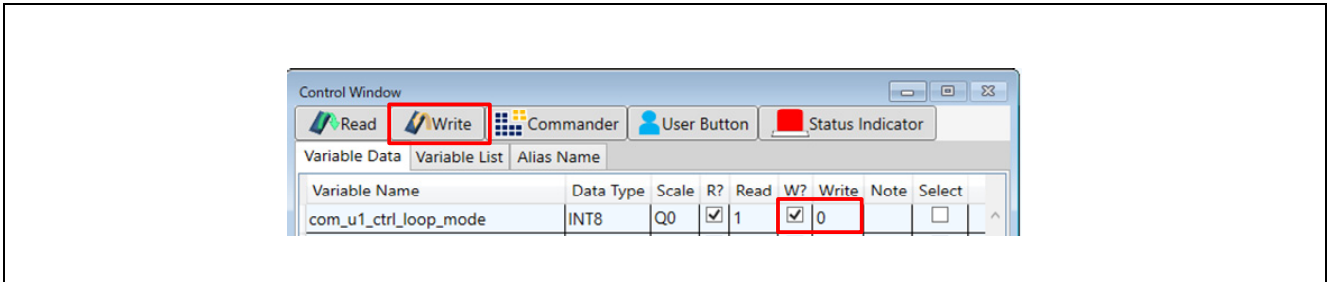 Control Window
Read Write Commander User Button Status Indicator
Variable Data Variable List Alias Name
Variable Name Data Type Scale R? Read W? Write Note Select
com_u1_ctrl_loop_mode INT8 Q0 1 0